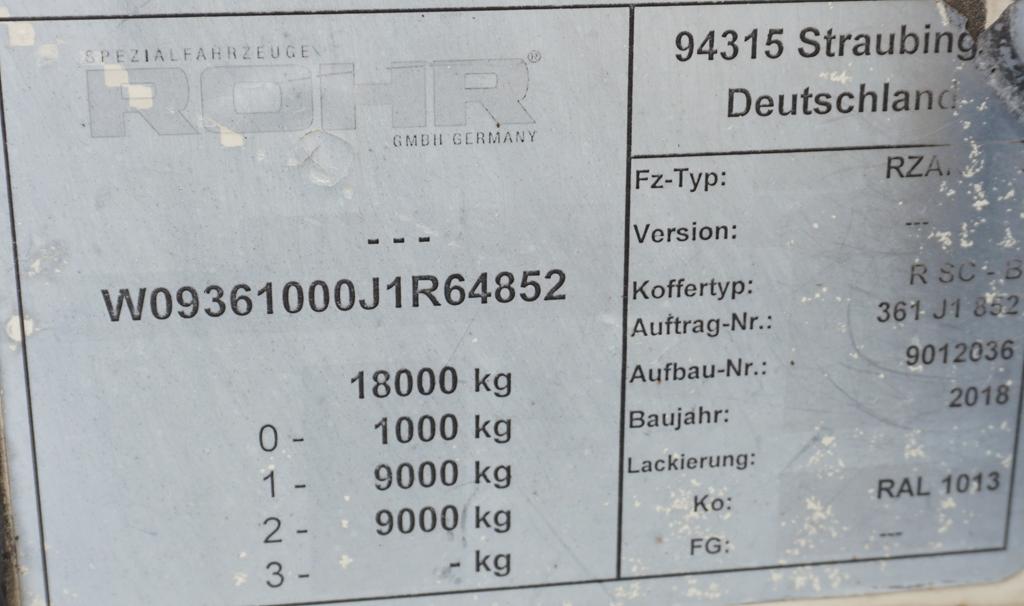 SPEZIALFAHRZEUGE
ROHR®
GMBH GERMANY
---
W09361000J1R64852
18000 kg
0 - 1000 kg
1 - 9000 kg
2 - 9000 kg
3 - - kg
94315 Straubing
Deutschland
Fz-Typ: RZA.
Version: ---
Koffertyp: R SC - B
Auftrag-Nr.: 361 J1 852
Aufbau-Nr.: 9012036
Baujahr: 2018
Lackierung:
Ko: RAL 1013
FG: ---